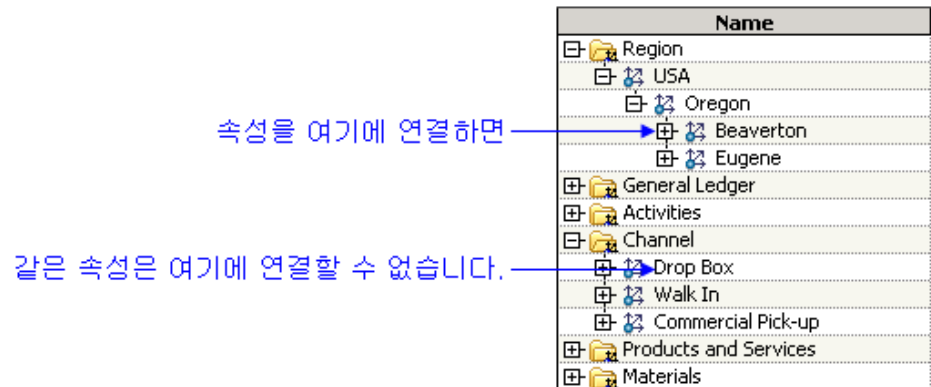 Name
Region
USA
Oregon
속성을 여기에 연결하면
Beaverton
Eugene
General Ledger
Activities
Channel
같은 속성은 여기에 연결할 수 없습니다.
Drop Box
Walk In
Commercial Pick-up
Products and Services
Materials